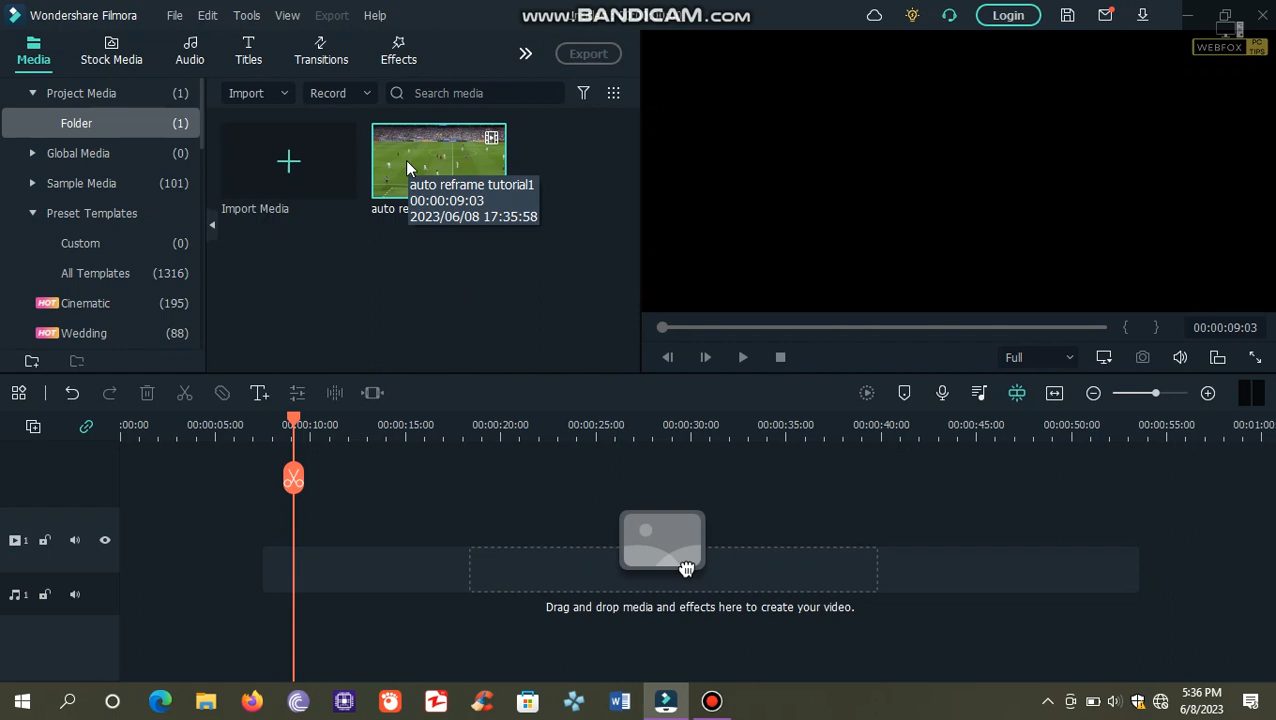 Wondershare Filmora
File
Edit
Tools
View
Export
Help
www.BANDICAM.com
Login
WEBFOX PC TIPS
Media
Stock Media
Audio
Titles
Transitions
Effects
Export
Project Media (1)
Folder (1)
Global Media (0)
Sample Media (101)
Preset Templates
Custom (0)
All Templates (1316)
HOT Cinematic (195)
HOT Wedding (88)
Import
Record
Search media
Import Media
auto re
auto reframe tutorial1
00:00:09:03
2023/06/08 17:35:58
{ }
00:00:09:03
Full
:00:00 00:00:05:00 00:00:10:00 00:00:15:00 00:00:20:00 00:00:25:00 00:00:30:00 00:00:35:00 00:00:40:00 00:00:45:00 00:00:50:00 00:00:55:00 00:01:00
1
1
Drag and drop media and effects here to create your video.
5:36 PM
6/8/2023